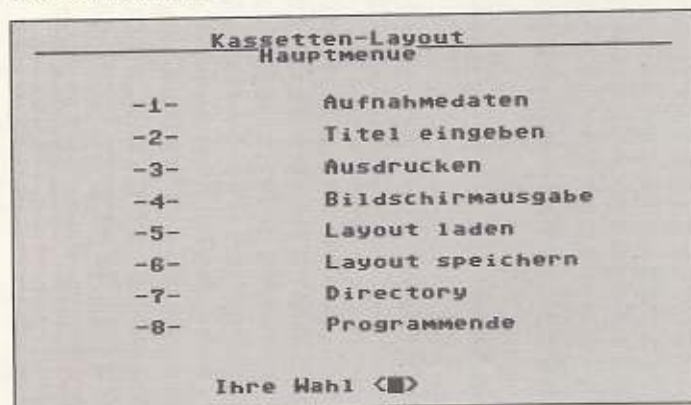 Kassetten-Layout
Hauptmenue
-1- Aufnahmedaten
-2- Titel eingeben
-3- Ausdrucken
-4- Bildschirmausgabe
-5- Layout laden
-6- Layout speichern
-7- Directory
-8- Programmende
Ihre Wahl <■>